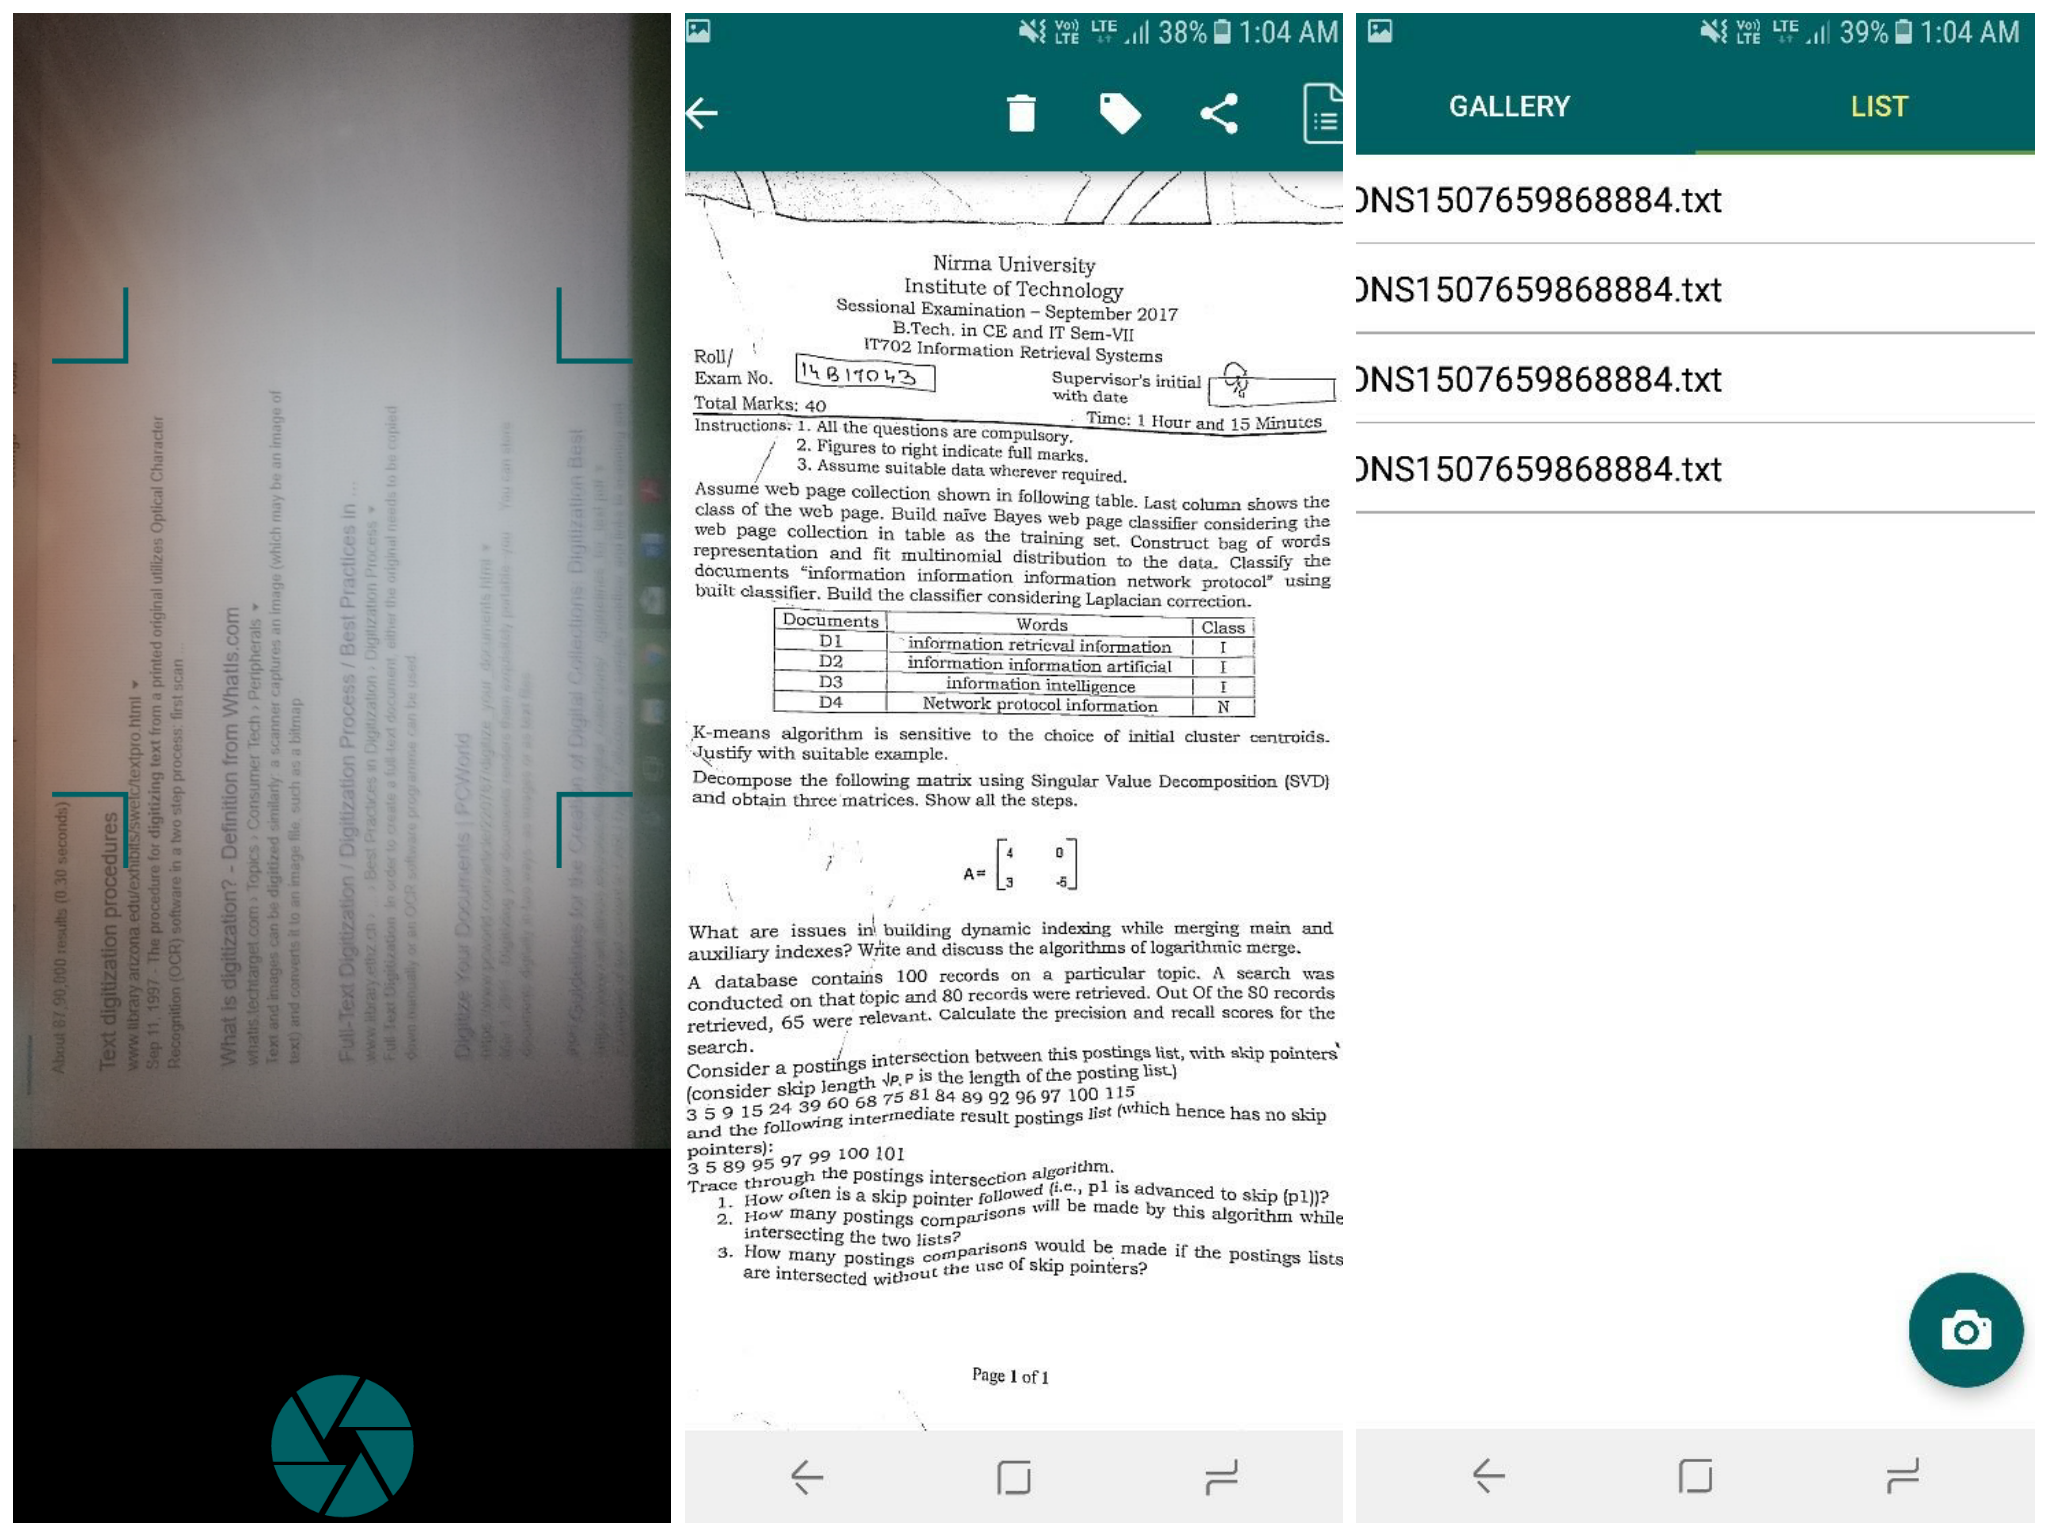 About 87,90,000 results (0.30 seconds)
Text digitization procedures
www.library.arizona.edu/exhibits/swetc/textpro.html
Sep 11, 1997 - The procedure for digitizing text from a printed original utilizes Optical Character
Recognition (OCR) software in a two step process: first scan ...
What is digitization? - Definition from WhatIs.com
whatis.techtarget.com › Topics › Consumer Tech › Peripherals
Text and images can be digitized similarly: a scanner captures an image (which may be an image of
text) and converts it to an image file, such as a bitmap
Full-Text Digitization / Digitization Process / Best Practices in ...
Best Practices in Digitization › Digitization Process
Full Text Digitization. In order to create a full-text document, either the original needs to be copied
down manually or an OCR software programme can be used
Digitize Your Documents | PCWorld
Guidelines for the Creation of Digital Collections Digitization Best
Vo))
LTE LTE 38% 1:04 AM
Nirma University
Institute of Technology
Sessional Examination – September 2017
B.Tech. in CE and IT Sem-VII
IT702 Information Retrieval Systems
Roll/
Exam No. 14B17043
Supervisor's initial
with date
Total Marks: 40
Time: 1 Hour and 15 Minutes
Instructions: 1. All the questions are compulsory.
2. Figures to right indicate full marks.
3. Assume suitable data wherever required.
Assume web page collection shown in following table. Last column shows the
class of the web page. Build naïve Bayes web page classifier considering the
web page collection in table as the training set. Construct bag of words
representation and fit multinomial distribution to the data. Classify the
documents “information information information network protocol” using
built classifier. Build the classifier considering Laplacian correction.
Documents Words Class
D1 information retrieval information I
D2 information information artificial I
D3 information intelligence I
D4 Network protocol information N
K-means algorithm is sensitive to the choice of initial cluster centroids.
Justify with suitable example.
Decompose the following matrix using Singular Value Decomposition (SVD)
and obtain three matrices. Show all the steps.
4 0
A=
3 -5
What are issues in building dynamic indexing while merging main and
auxiliary indexes? Write and discuss the algorithms of logarithmic merge.
A database contains 100 records on a particular topic. A search was
conducted on that topic and 80 records were retrieved. Out Of the 80 records
retrieved, 65 were relevant. Calculate the precision and recall scores for the
search.
Consider a postings intersection between this postings list, with skip pointers
(consider skip length √P, P is the length of the posting list.)
3 5 9 15 24 39 60 68 75 81 84 89 92 96 97 100 115
and the following intermediate result postings list (which hence has no skip
pointers):
3 5 89 95 97 99 100 101
Trace through the postings intersection algorithm.
1. How often is a skip pointer followed (i.e., p1 is advanced to skip (p1))?
2. How many postings comparisons will be made by this algorithm while
intersecting the two lists?
3. How many postings comparisons would be made if the postings lists
are intersected without the use of skip pointers?
Page 1 of 1
Vo))
LTE LTE 39% 1:04 AM
GALLERY LIST
ONS1507659868884.txt
ONS1507659868884.txt
ONS1507659868884.txt
ONS1507659868884.txt